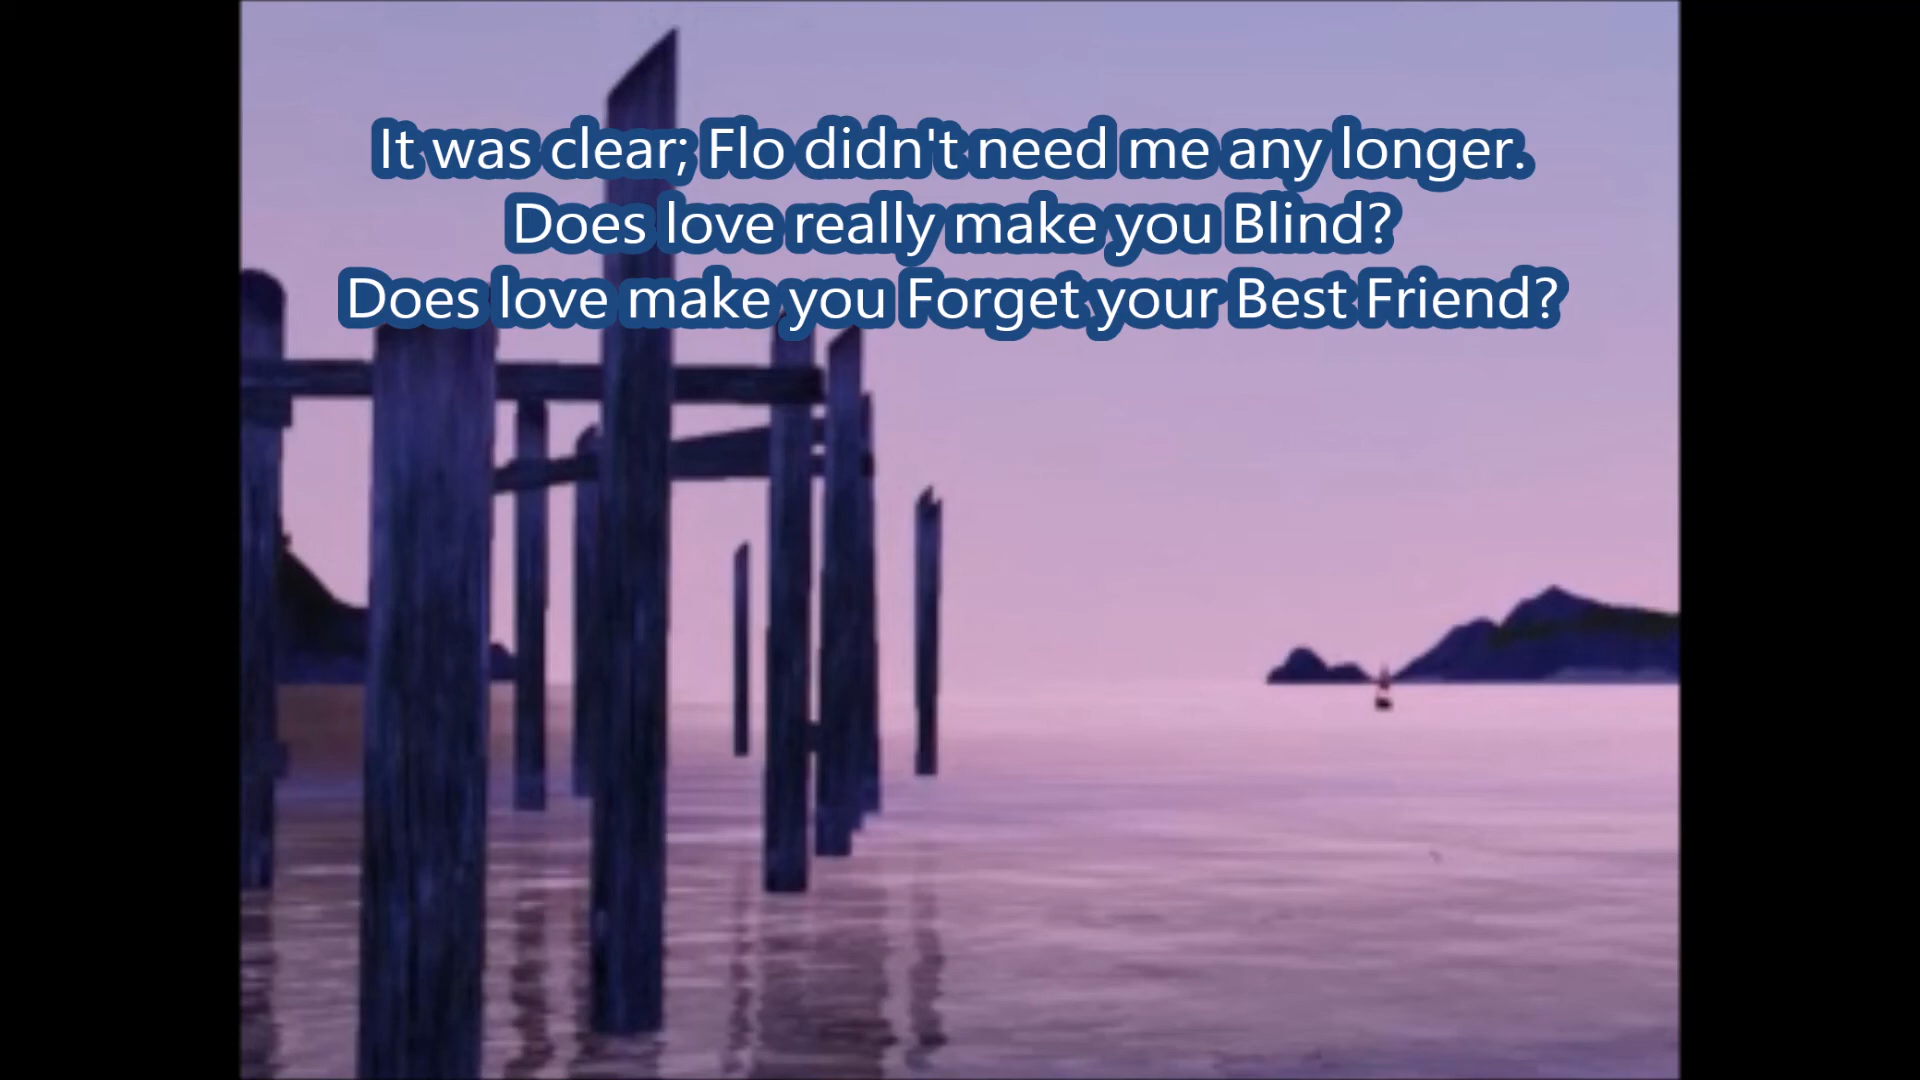 It was clear; Flo didn't need me any longer.
Does love really make you Blind?
Does love make you Forget your Best Friend?